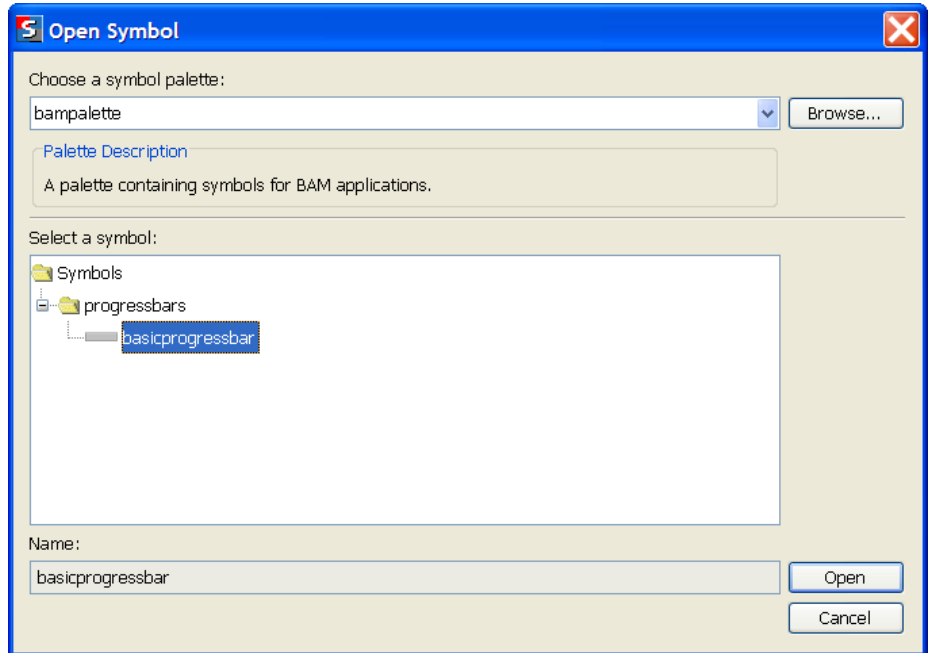 Open Symbol
Choose a symbol palette:
bampalette
Browse...
Palette Description
A palette containing symbols for BAM applications.
Select a symbol:
Symbols
progressbars
basicprogressbar
Name:
basicprogressbar
Open
Cancel